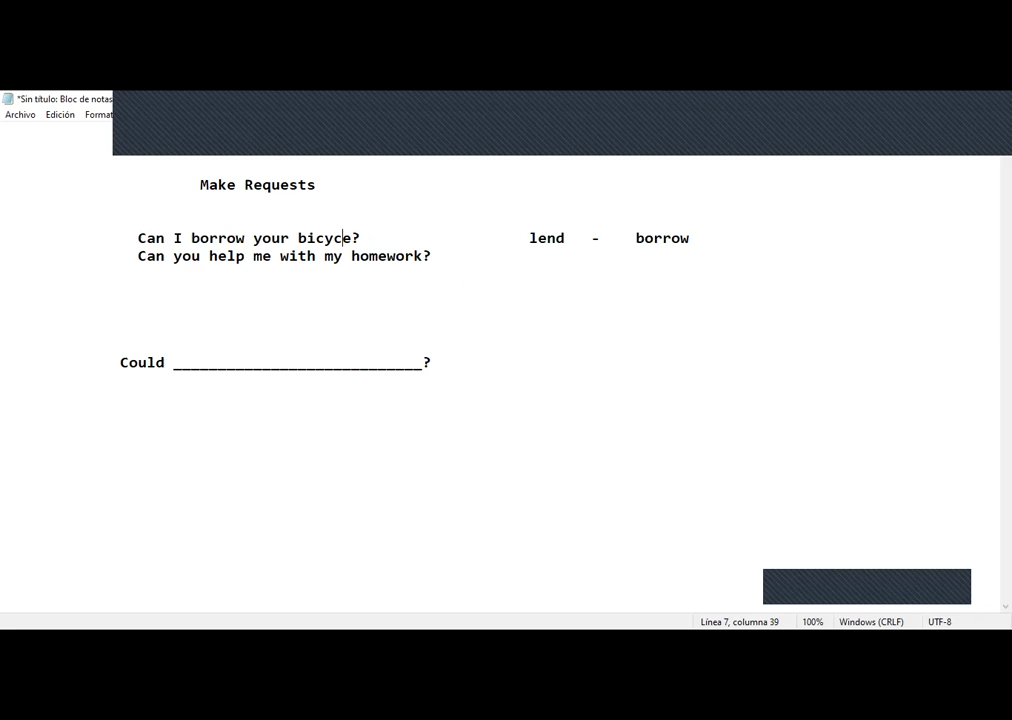 *Sin título: Bloc de notas
Archivo Edición Format
Make Requests
Can I borrow your bicyce? lend - borrow
Can you help me with my homework?
Could ____________________________?
Línea 7, columna 39 100% Windows (CRLF) UTF-8